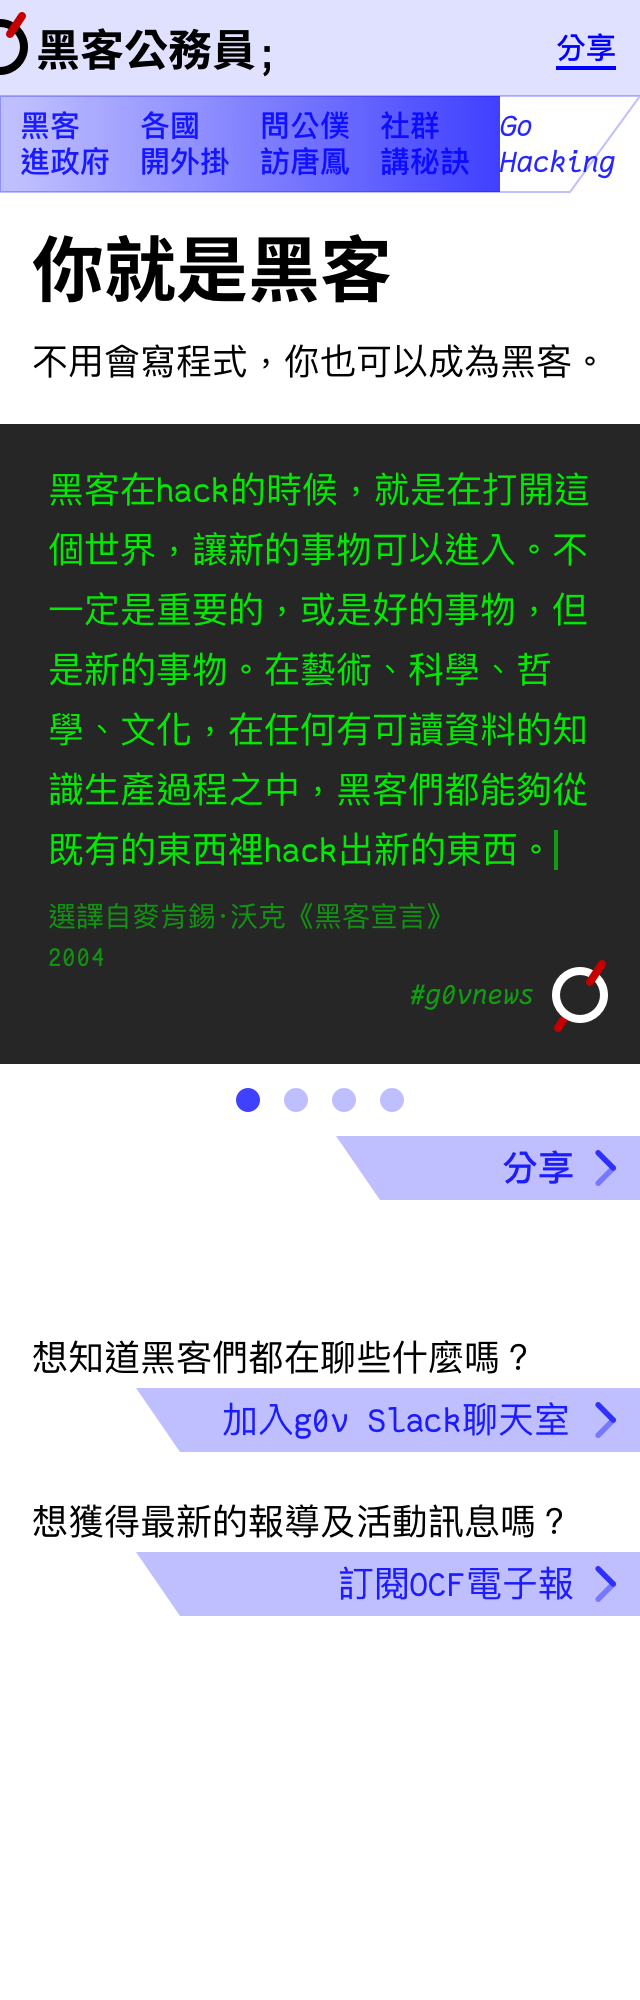 黑客公務員;
分享
黑客
進政府
各國
開外掛
問公僕
訪唐鳳
社群
講秘訣
Go
Hacking
你就是黑客
不用會寫程式，你也可以成為黑客。
黑客在hack的時候，就是在打開這
個世界，讓新的事物可以進入。不
一定是重要的，或是好的事物，但
是新的事物。在藝術、科學、哲
學、文化，在任何有可讀資料的知
識生產過程之中，黑客們都能夠從
既有的東西裡hack出新的東西。
選譯自麥肯錫·沃克《黑客宣言》
2004
#g0vnews
分享
想知道黑客們都在聊些什麼嗎？
加入g0v Slack聊天室
想獲得最新的報導及活動訊息嗎？
訂閱OCF電子報